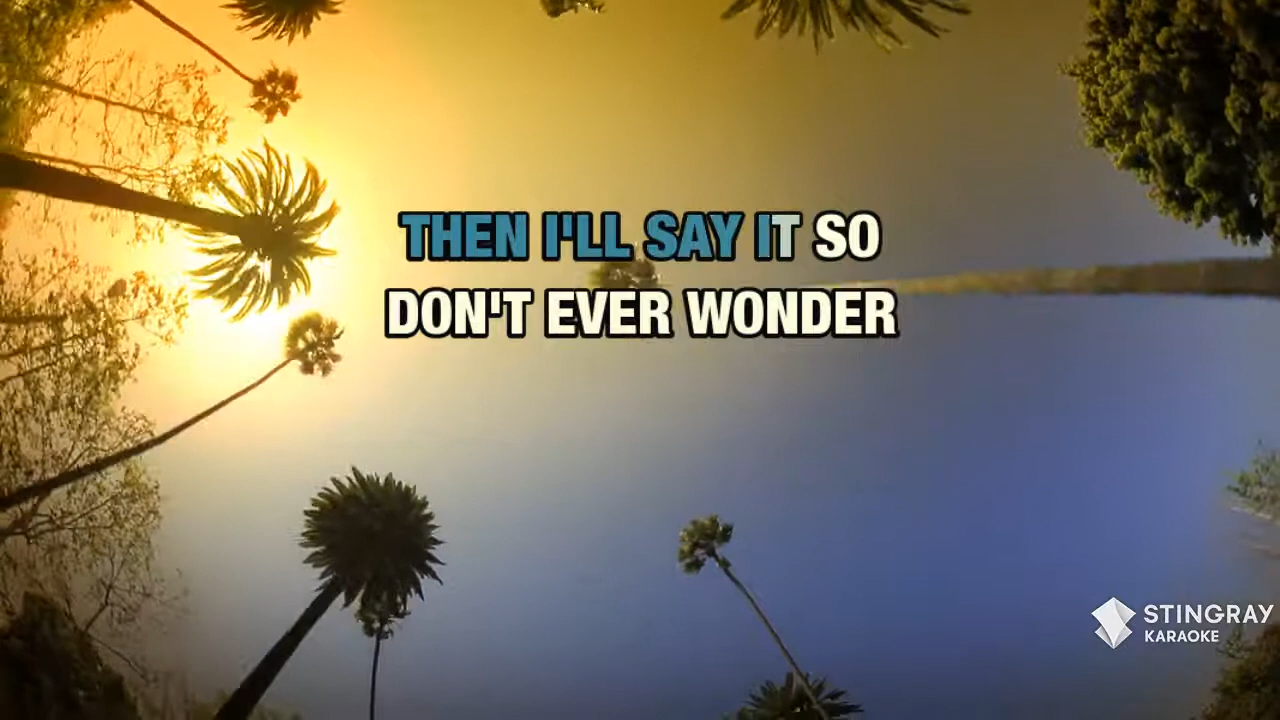 THEN I'LL SAY IT SO
DON'T EVER WONDER
STINGRAY
KARAOKE